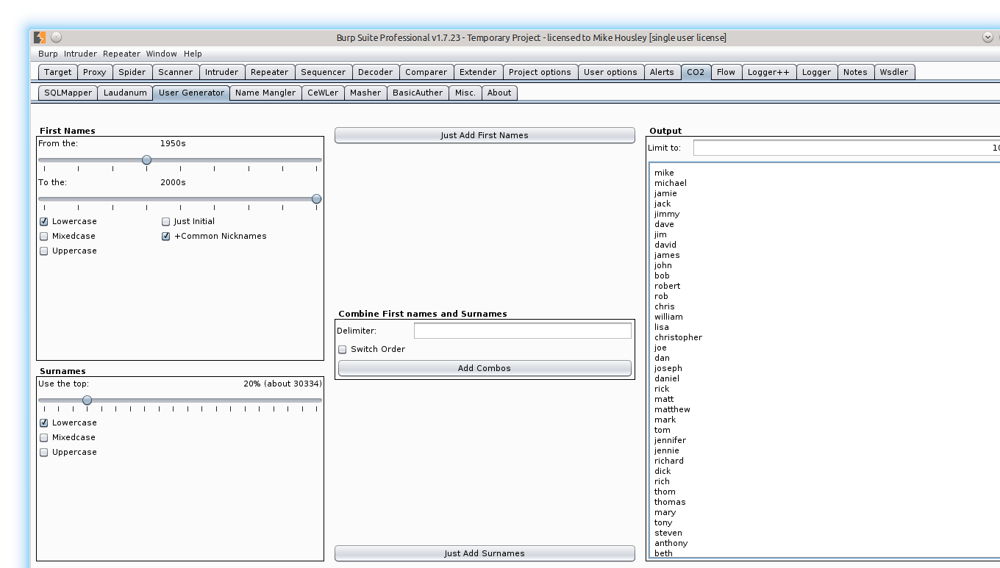 Burp Suite Professional v1.7.23 - Temporary Project - licensed to Mike Housley [single user license]
Burp Intruder Repeater Window Help
Target Proxy Spider Scanner Intruder Repeater Sequencer Decoder Comparer Extender Project options User options Alerts CO2 Flow Logger++ Logger Notes Wsdler
SQLMapper Laudanum User Generator Name Mangler CeWLer Masher BasicAuther Misc. About
First Names
From the: 1950s
To the: 2000s
Lowercase Just Initial
Mixedcase +Common Nicknames
Uppercase
Surnames
Use the top: 20% (about 30334)
Lowercase
Mixedcase
Uppercase
Just Add First Names
Combine First names and Surnames
Delimiter:
Switch Order
Add Combos
Just Add Surnames
Output
Limit to:
mike
michael
jamie
jack
jimmy
dave
jim
david
james
john
bob
robert
rob
chris
william
lisa
christopher
joe
dan
joseph
daniel
rick
matt
matthew
mark
tom
jennifer
jennie
richard
dick
rich
thom
thomas
mary
tony
steven
anthony
beth